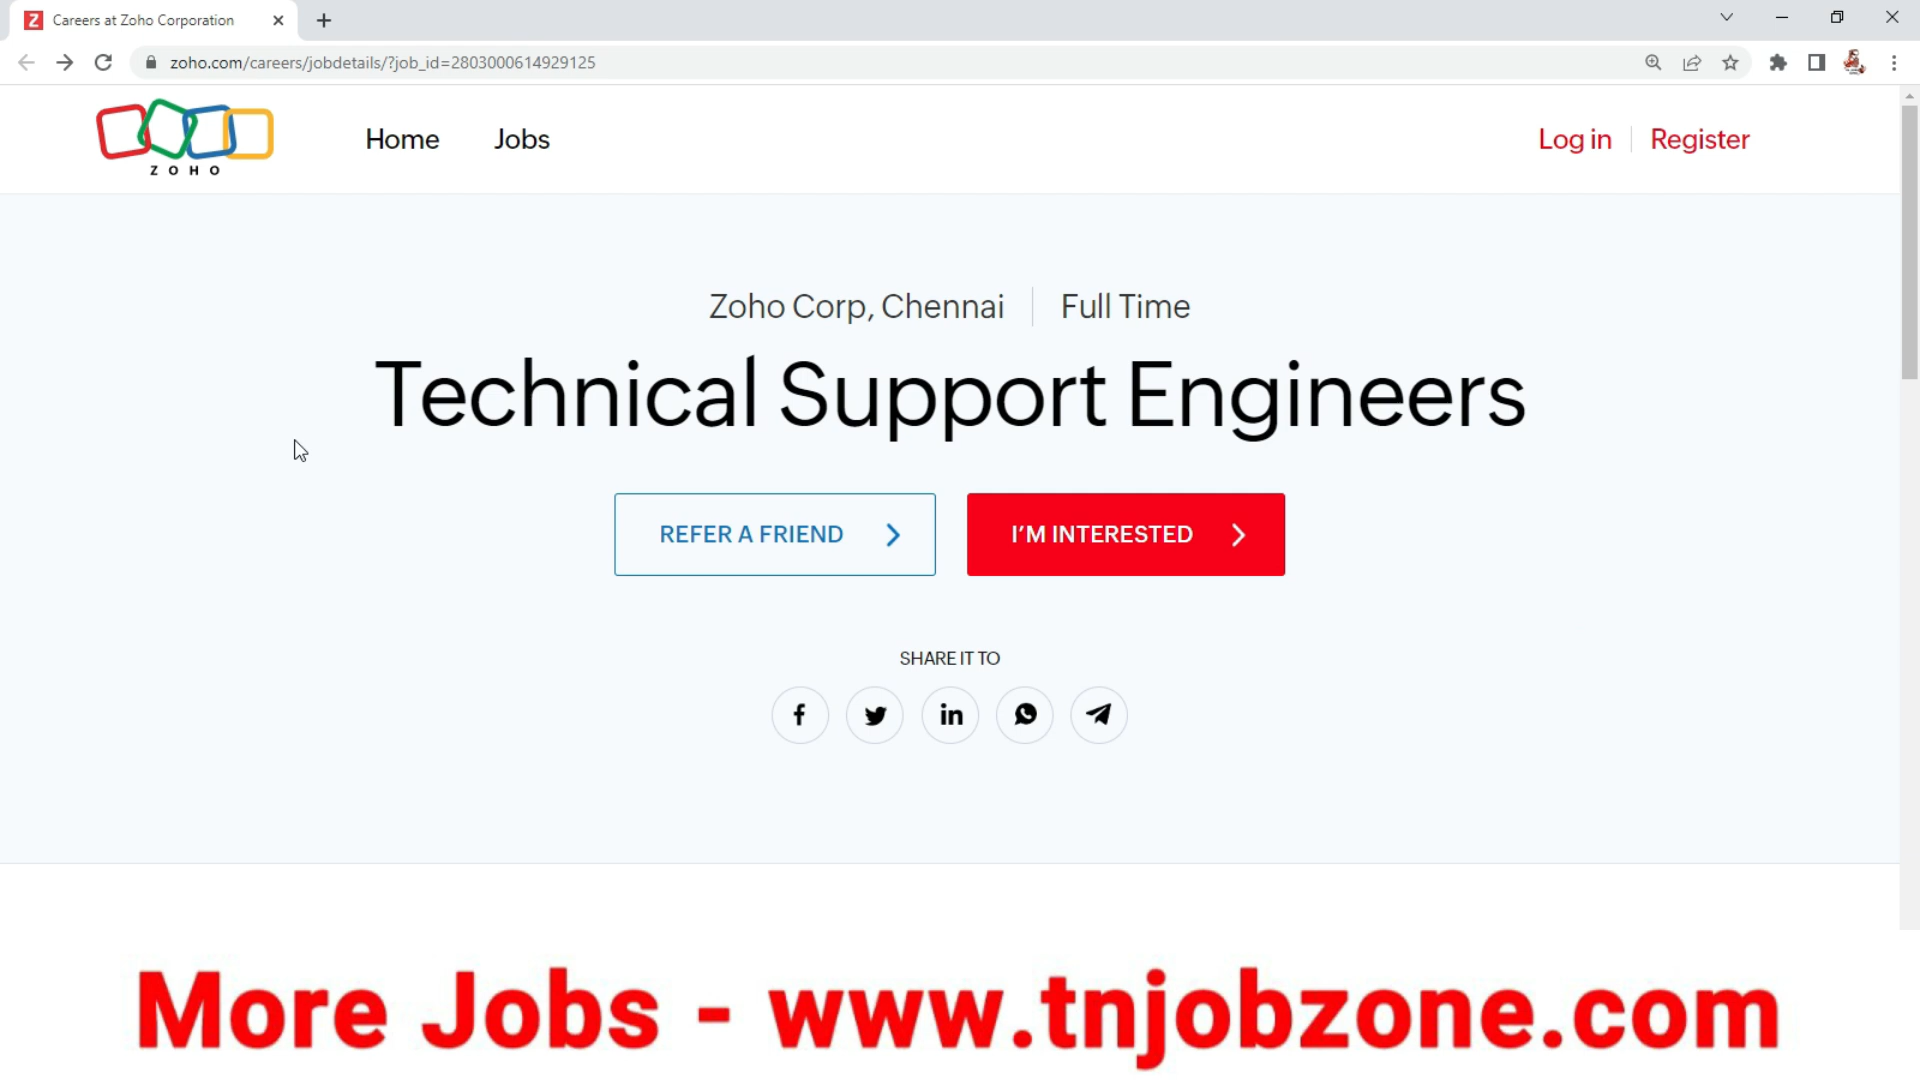 Careers at Zoho Corporation
zoho.com/careers/jobdetails/?job_id=2803000614929125
ZOHO
Home Jobs Log in Register
Zoho Corp, Chennai Full Time
Technical Support Engineers
REFER A FRIEND I’M INTERESTED
SHARE IT TO
More Jobs - www.tnjobzone.com